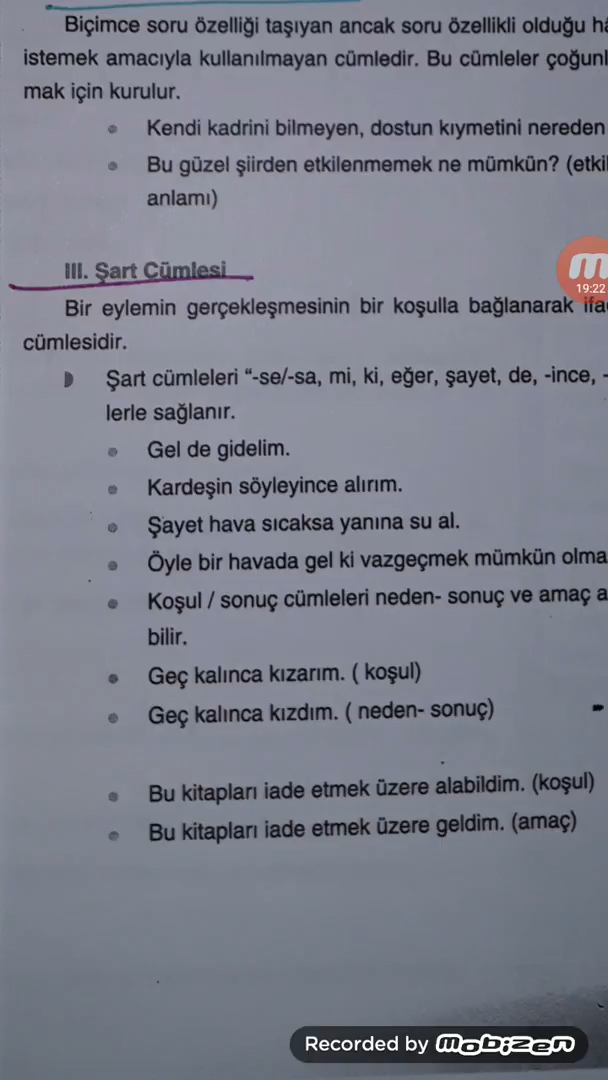 Biçimce soru özelliği taşıyan ancak soru özellikli olduğu
istemek amacıyla kullanılmayan cümledir. Bu cümleler
mak için kurulur.
Kendi kadrini bilmeyen, dostun kıymetini nereden
Bu güzel şiirden etkilenmemek ne mümkün?
anlamı)
III. Şart Cümlesi
Bir eylemin gerçekleşmesinin bir koşulla bağlanarak
cümlesidir.
Şart cümleleri “-se/-sa, mi, ki, eğer, şayet, de, -ince, -
lerle sağlanır.
Gel de gidelim.
Kardeşin söyleyince alırım.
Şayet hava sıcaksa yanına su al.
Öyle bir havada gel ki vazgeçmek mümkün olma
Koşul / sonuç cümleleri neden- sonuç ve amaç a
bilir.
Geç kalınca kızarım. ( koşul)
Geç kalınca kızdım. ( neden- sonuç)
Bu kitapları iade etmek üzere alabildim. (koşul)
Bu kitapları iade etmek üzere geldim. (amaç)
19:22
Recorded by mobizen